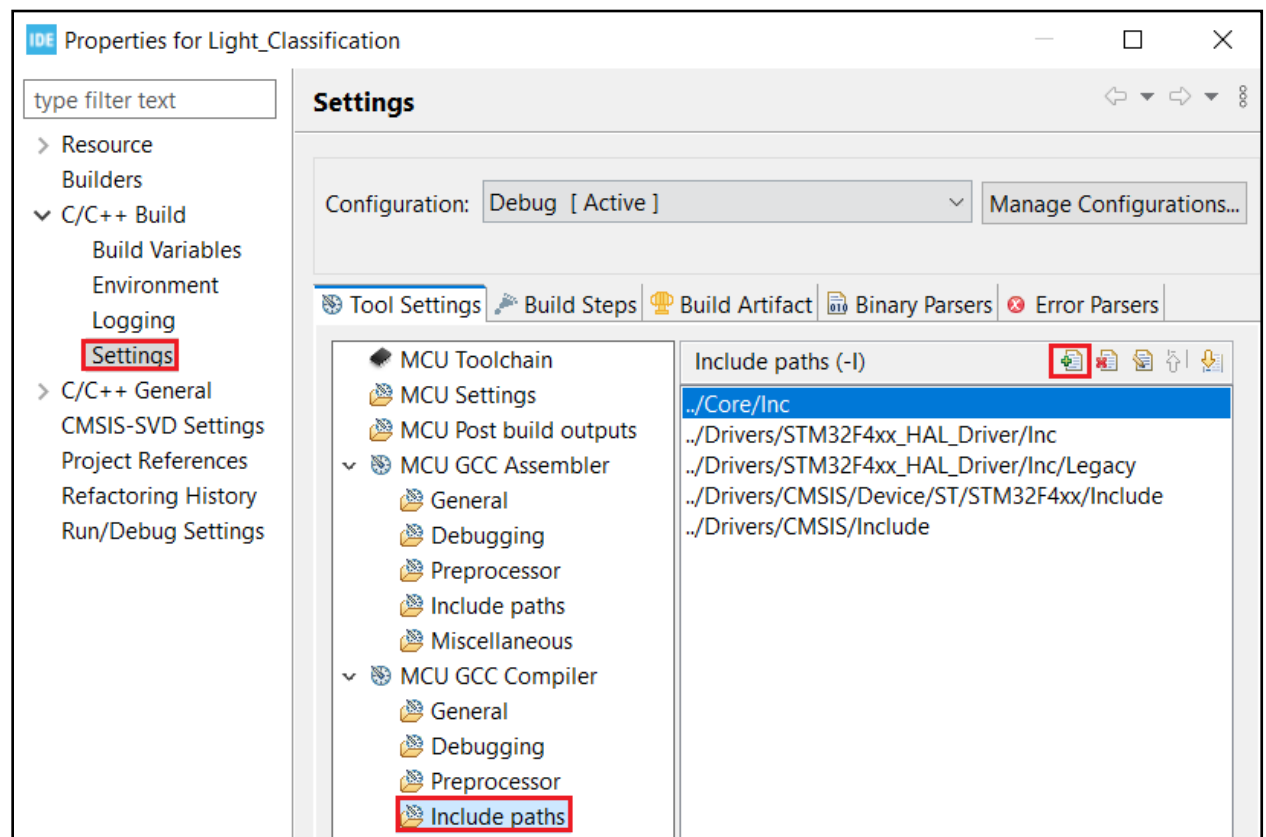 IDE Properties for Light_Classification
type filter text
Resource
Builders
C/C++ Build
Build Variables
Environment
Logging
Settings
C/C++ General
CMSIS-SVD Settings
Project References
Refactoring History
Run/Debug Settings
Settings
Configuration: Debug [ Active ] Manage Configurations...
Tool Settings Build Steps Build Artifact 010 Binary Parsers Error Parsers
MCU Toolchain
MCU Settings
MCU Post build outputs
MCU GCC Assembler
General
Debugging
Preprocessor
Include paths
Miscellaneous
MCU GCC Compiler
General
Debugging
Preprocessor
Include paths
Include paths (-I)
../Core/Inc
../Drivers/STM32F4xx_HAL_Driver/Inc
../Drivers/STM32F4xx_HAL_Driver/Inc/Legacy
../Drivers/CMSIS/Device/ST/STM32F4xx/Include
../Drivers/CMSIS/Include